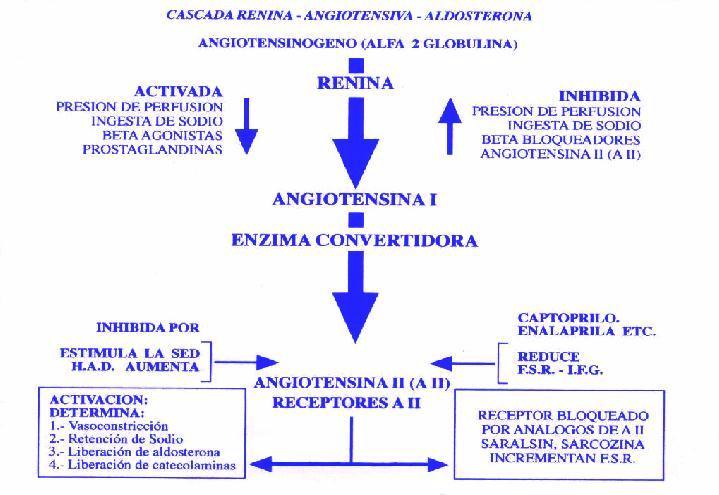 CASCADA RENINA - ANGIOTENSIVA - ALDOSTERONA
ANGIOTENSINOGENO (ALFA 2 GLOBULINA)
RENINA
ACTIVADA
PRESION DE PERFUSION
INGESTA DE SODIO
BETA AGONISTAS
PROSTAGLANDINAS
INHIBIDA
PRESION DE PERFUSION
INGESTA DE SODIO
BETA BLOQUEADORES
ANGIOTENSINA II (A II)
ANGIOTENSINA I
ENZIMA CONVERTIDORA
INHIBIDA POR
CAPTOPRILO.
ENALAPRILA ETC.
ESTIMULA LA SED
H.A.D. AUMENTA
REDUCE
F.S.R. - I.F.G.
ANGIOTENSINA II (A II)
RECEPTORES A II
ACTIVACION:
DETERMINA:
1.- Vasoconstricción
2.- Retención de Sodio
3.- Liberación de aldosterona
4.- Liberación de catecolaminas
RECEPTOR BLOQUEADO
POR ANALOGOS DE A II
SARALSIN, SARCOZINA
INCREMENTAN F.S.R.